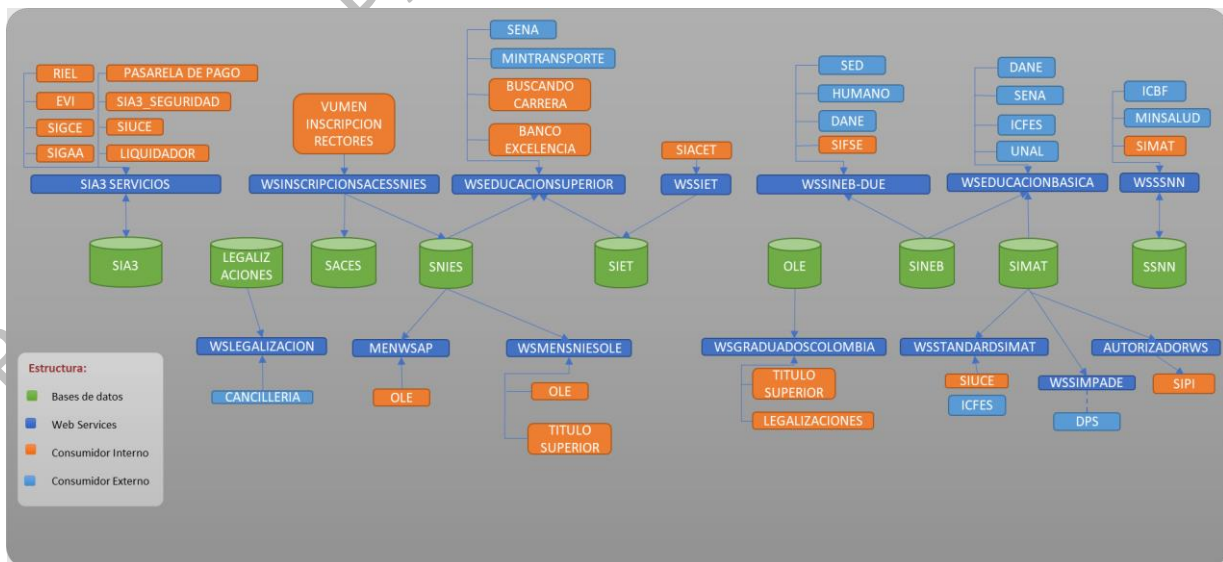 RIEL
EVI
SIGCE
SIGAA
PASARELA DE PAGO
SIA3_SEGURIDAD
SIUCE
LIQUIDADOR
SIA3 SERVICIOS
VUMEN
INSCRIPCION
RECTORES
WSINSCRIPCIONSACESSNIES
SENA
MINTRANSPORTE
BUSCANDO
CARRERA
BANCO
EXCELENCIA
WSEDUCACIONSUPERIOR
SIACET
WSSIET
SED
HUMANO
DANE
SIFSE
WSSINEB-DUE
DANE
SENA
ICFES
UNAL
WSEDUCACIONBASICA
ICBF
MINSALUD
SIMAT
WSSSNN
SIA3
LEGALIZ
ACIONES
SACES
SNIES
SIET
OLE
SINEB
SIMAT
SSNN
WSLEGALIZACION
CANCILLERIA
MENWSAP
OLE
WSMENSNIESOLE
OLE
TITULO
SUPERIOR
WSGRADUADOSCOLOMBIA
TITULO
SUPERIOR
LEGALIZACIONES
WSSTANDARDSIMAT
SIUCE
ICFES
WSSIMPADE
DPS
AUTORIZADORWS
SIPI
Estructura:
Bases de datos
Web Services
Consumidor Interno
Consumidor Externo